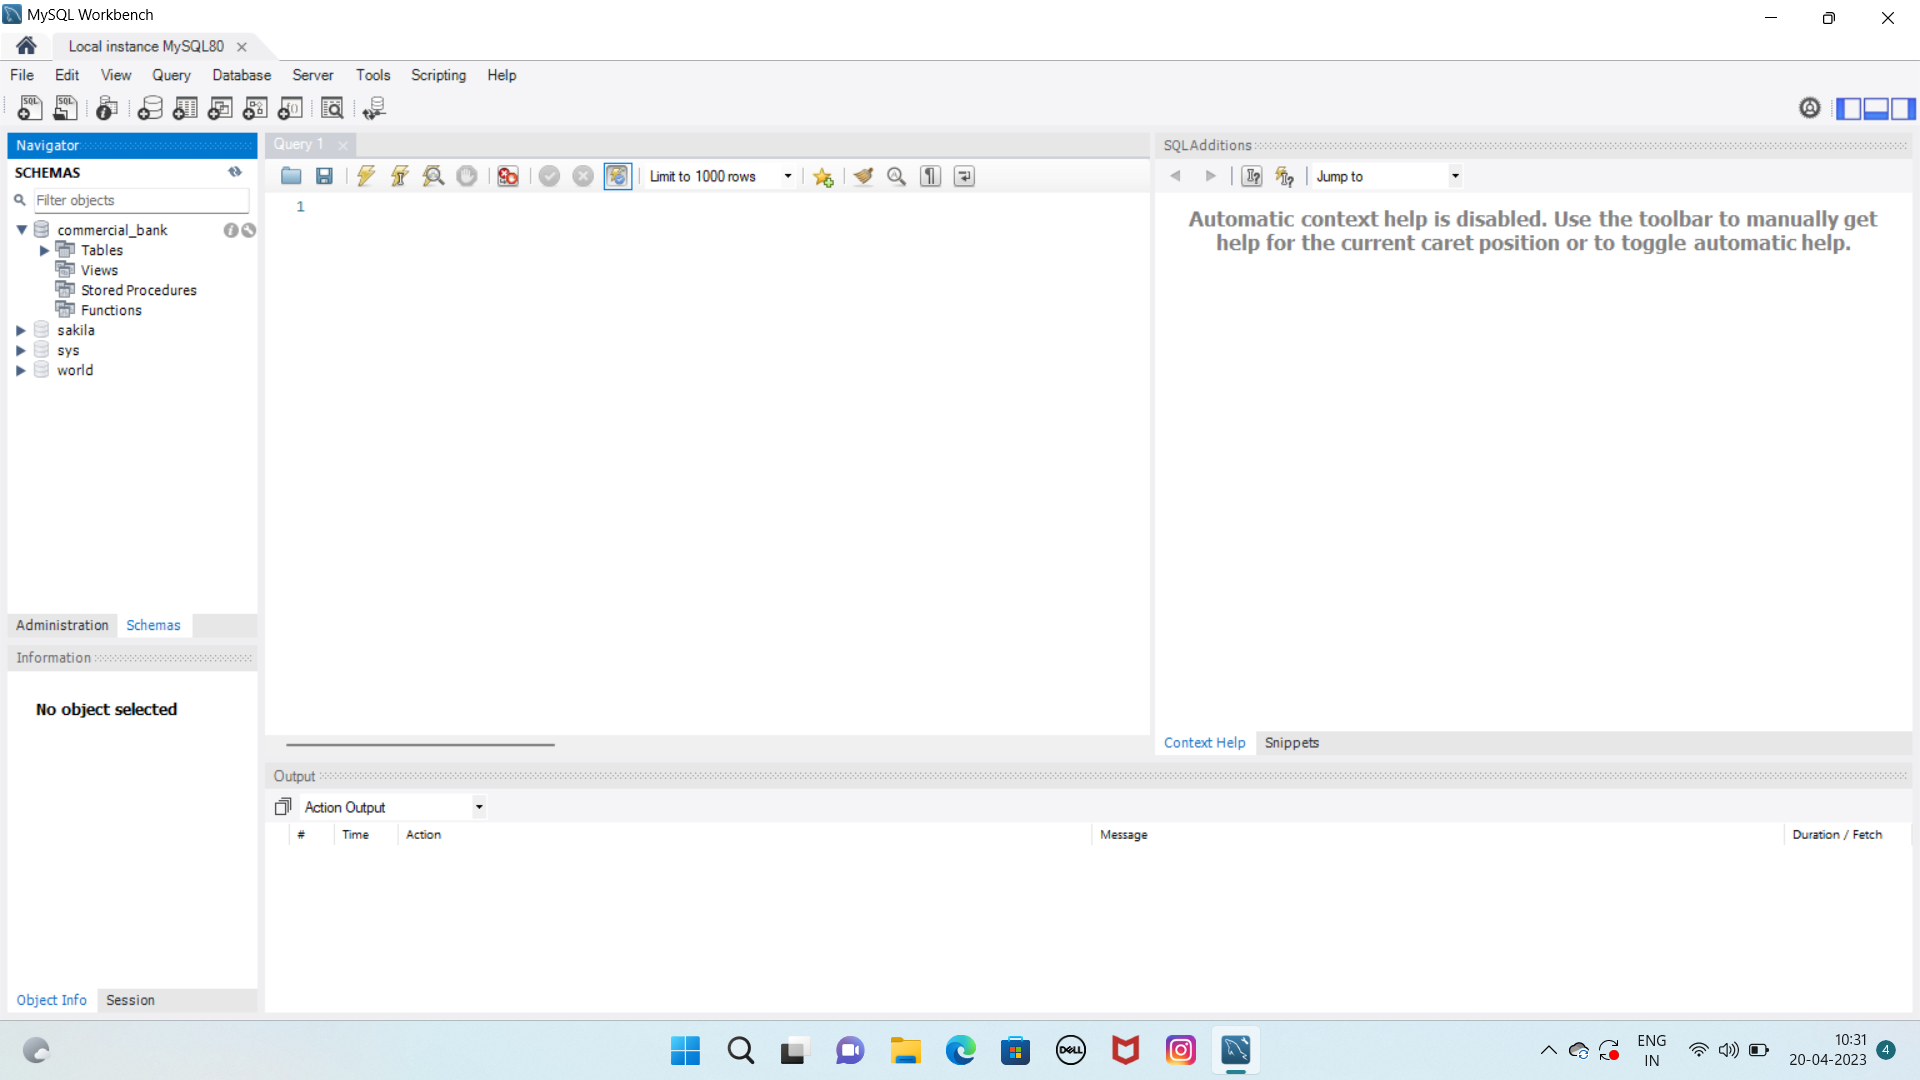 MySQL Workbench
Local instance MySQL80
File Edit View Query Database Server Tools Scripting Help
Navigator
SCHEMAS
Filter objects
commercial_bank
Tables
Views
Stored Procedures
Functions
sakila
sys
world
Administration Schemas
Information
No object selected
Object Info Session
Query 1
Limit to 1000 rows
1
SQLAdditions
Jump to
Automatic context help is disabled. Use the toolbar to manually get
help for the current caret position or to toggle automatic help.
Context Help Snippets
Output
Action Output
# Time Action Message Duration / Fetch
DELL
ENG
IN
10:31
20-04-2023
4